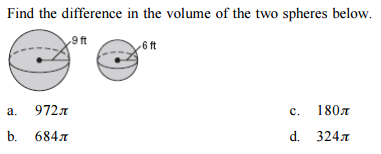 Find the difference in the volume of the two spheres below.
9 ft
6 ft
a. 972π
c. 180π
b. 684π
d. 324π